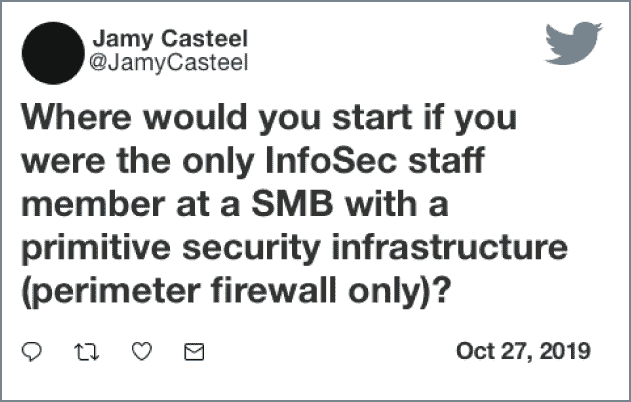 Jamy Casteel
@JamyCasteel
Where would you start if you
were the only InfoSec staff
member at a SMB with a
primitive security infrastructure
(perimeter firewall only)?
Oct 27, 2019